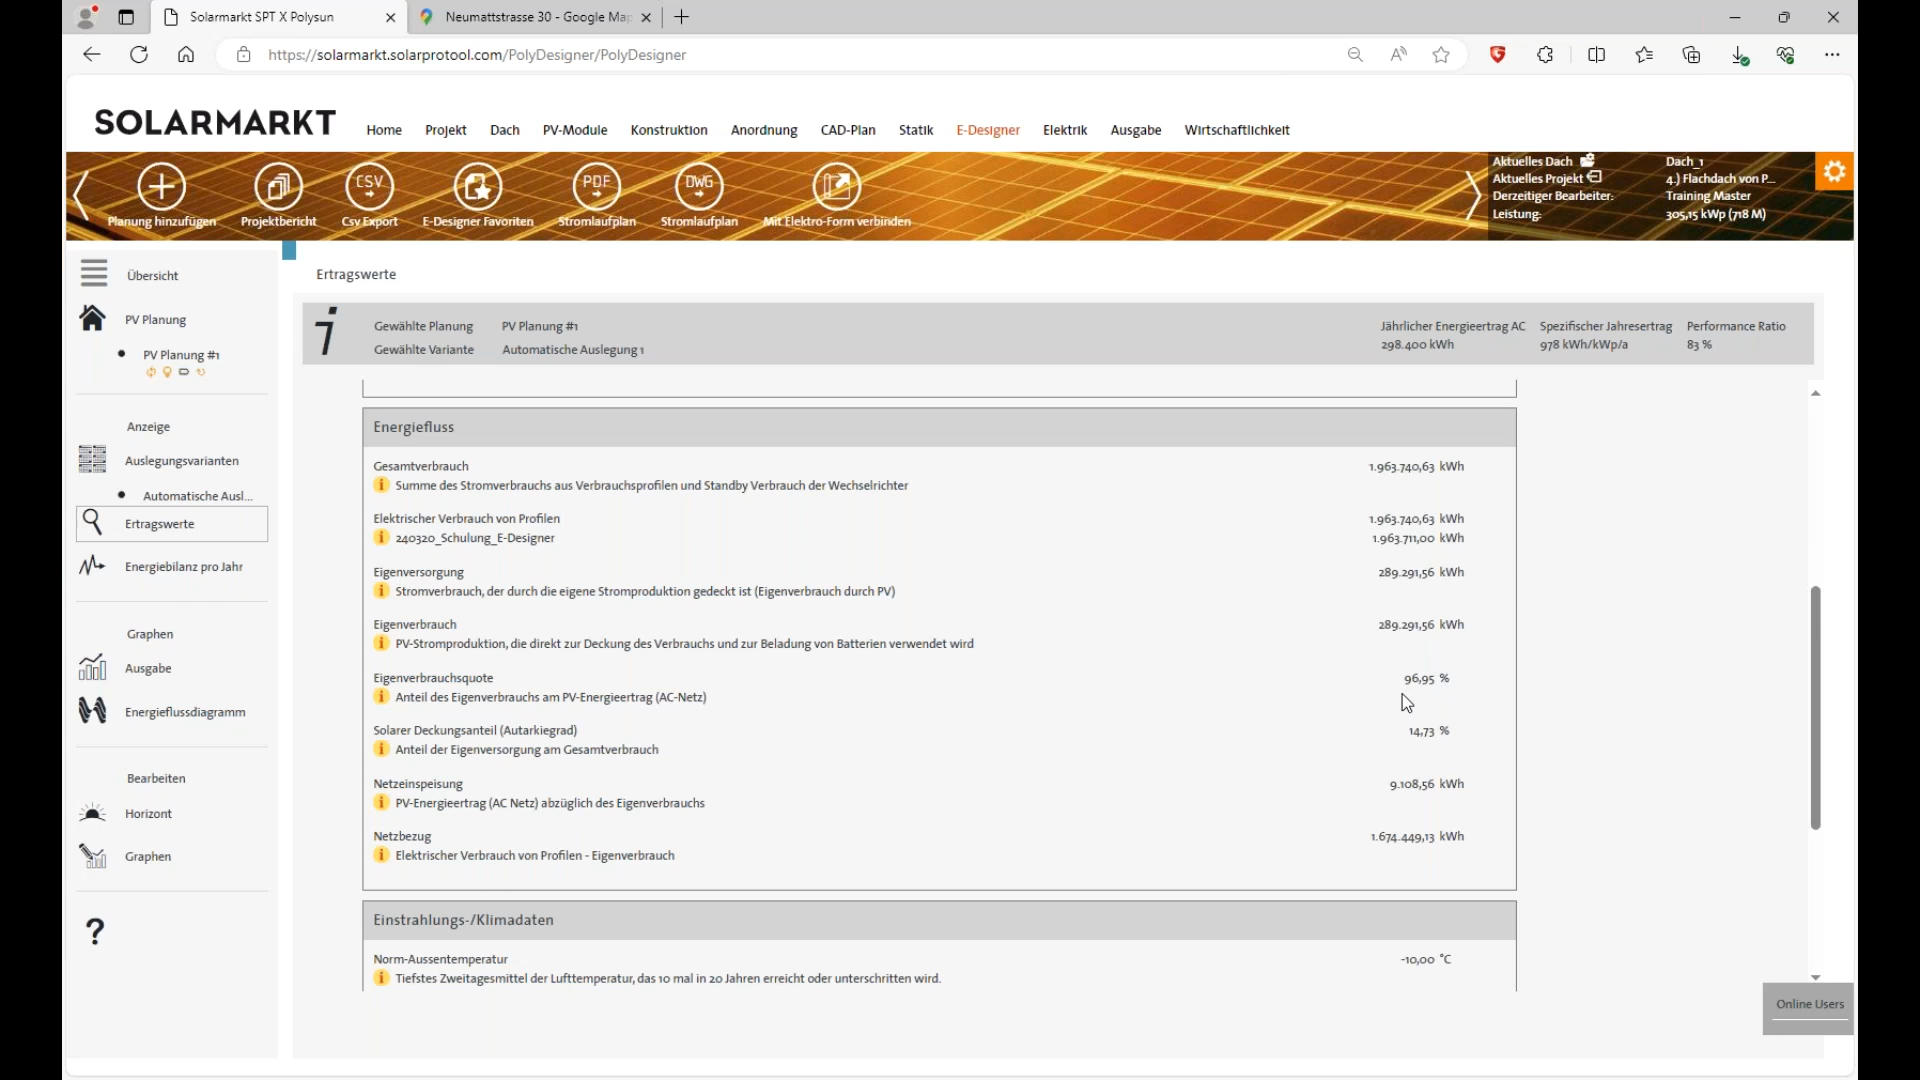 Solarmarkt SPT X Polysun
Neumattstrasse 30 - Google Ma
https://solarmarkt.solarprotool.com/PolyDesigner/PolyDesigner
SOLARMARKT
Home Projekt Dach PV-Module Konstruktion Anordnung CAD-Plan Statik E-Designer Elektrik Ausgabe Wirtschaftlichkeit
CSV PDF DWG
Planung hinzufügen Projektbericht Csv Export E-Designer Favoriten Stromlaufplan Stromlaufplan Mit Elektro-Form verbinden
Aktuelles Dach Dach_1
Aktuelles Projekt 4.) Flachdach von P...
Derzeitiger Bearbeiter: Training Master
Leistung: 305,15 kWp (718 M)
Übersicht
PV Planung
PV Planung #1
Anzeige
Auslegungsvarianten
Automatische Ausl...
Ertragswerte
Energiebilanz pro Jahr
Graphen
Ausgabe
Energieflussdiagramm
Bearbeiten
Horizont
Graphen
?
Ertragswerte
Gewählte Planung PV Planung #1
Gewählte Variante Automatische Auslegung 1
Jährlicher Energieertrag AC Spezifischer Jahresertrag Performance Ratio
298.400 kWh 978 kWh/kWp/a 83 %
Energiefluss
Gesamtverbrauch 1.963.740,63 kWh
Summe des Stromverbrauchs aus Verbrauchsprofilen und Standby Verbrauch der Wechselrichter
Elektrischer Verbrauch von Profilen 1.963.740,63 kWh
240320_Schulung_E-Designer 1.963.711,00 kWh
Eigenversorgung 289.291,56 kWh
Stromverbrauch, der durch die eigene Stromproduktion gedeckt ist (Eigenverbrauch durch PV)
Eigenverbrauch 289.291,56 kWh
PV-Stromproduktion, die direkt zur Deckung des Verbrauchs und zur Beladung von Batterien verwendet wird
Eigenverbrauchsquote 96,95 %
Anteil des Eigenverbrauchs am PV-Energieertrag (AC-Netz)
Solarer Deckungsanteil (Autarkiegrad) 14,73 %
Anteil der Eigenversorgung am Gesamtverbrauch
Netzeinspeisung 9.108,56 kWh
PV-Energieertrag (AC Netz) abzüglich des Eigenverbrauchs
Netzbezug 1.674.449,13 kWh
Elektrischer Verbrauch von Profilen - Eigenverbrauch
Einstrahlungs-/Klimadaten
Norm-Aussentemperatur -10,00 °C
Tiefstes Zweitagesmittel der Lufttemperatur, das 10 mal in 20 Jahren erreicht oder unterschritten wird.
Online Users